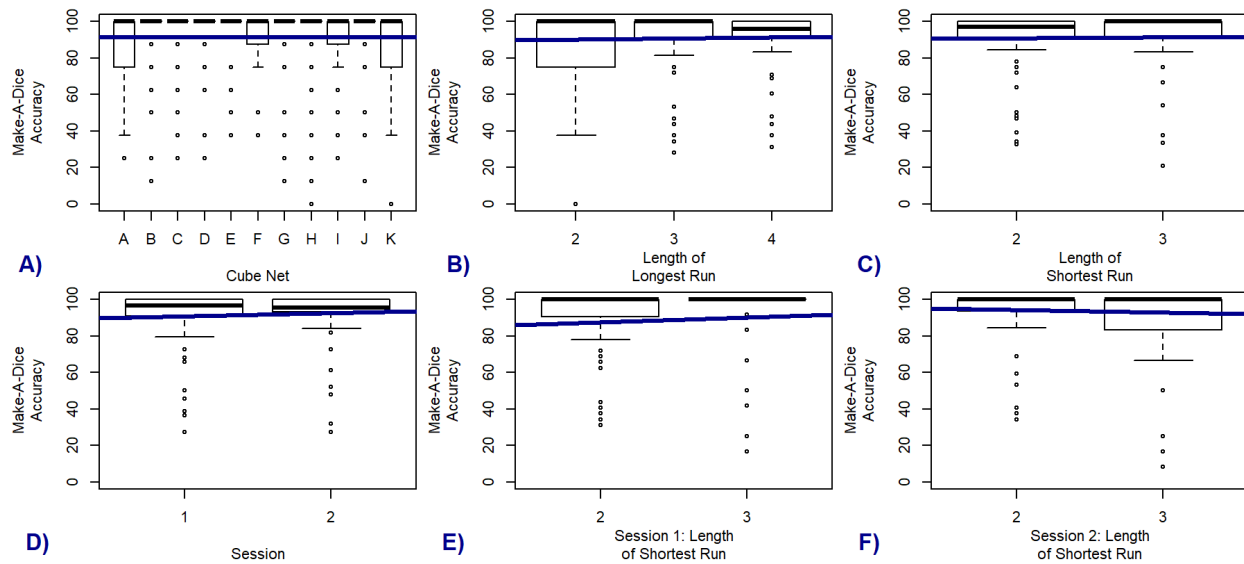 Make-A-Dice
Accuracy
0 20 40 60 80 100
A B C D E F G H I J K
Cube Net
A)
Make-A-Dice
Accuracy
0 20 40 60 80 100
2 3 4
Length of
Longest Run
B)
Make-A-Dice
Accuracy
0 20 40 60 80 100
2 3
Length of
Shortest Run
C)
Make-A-Dice
Accuracy
0 20 40 60 80 100
1 2
Session
D)
Make-A-Dice
Accuracy
0 20 40 60 80 100
2 3
Session 1: Length
of Shortest Run
E)
Make-A-Dice
Accuracy
0 20 40 60 80 100
2 3
Session 2: Length
of Shortest Run
F)